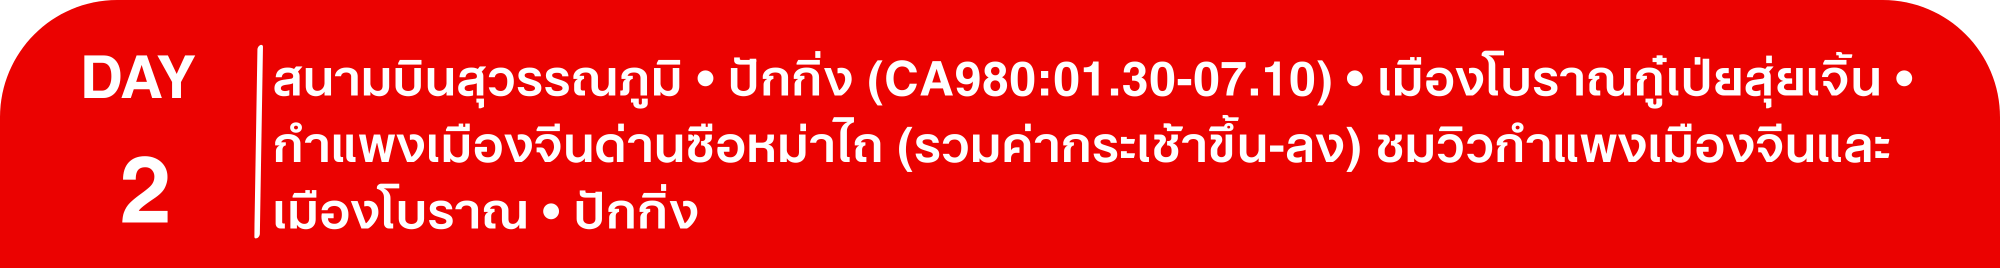 DAY
2
สนามบินสุวรรณภูมิ • ปักกิ่ง (CA980:01.30-07.10) • เมืองโบราณกู๋เป่ยสุ่ยเจิ้น •
กำแพงเมืองจีนด่านซือหม่าไถ (รวมค่ากระเช้าขึ้น-ลง) ชมวิวกำแพงเมืองจีนและ
เมืองโบราณ • ปักกิ่ง